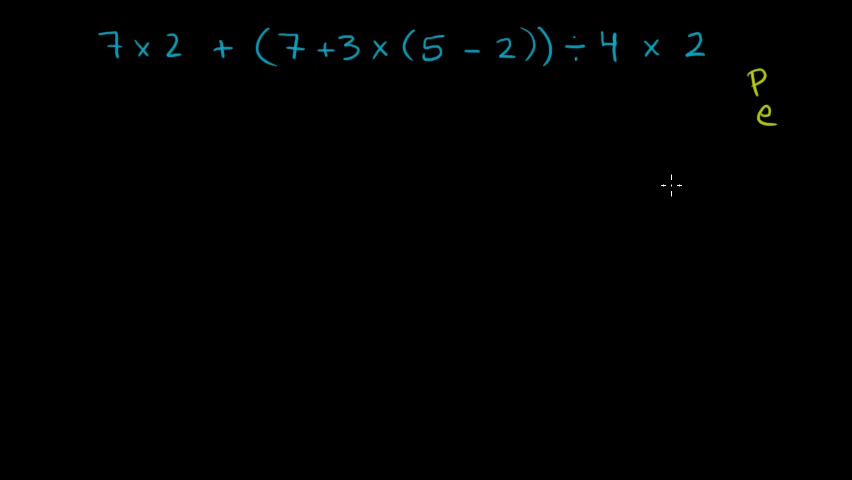 7 × 2 + (7 + 3 × (5 − 2)) ÷ 4 × 2
P
e